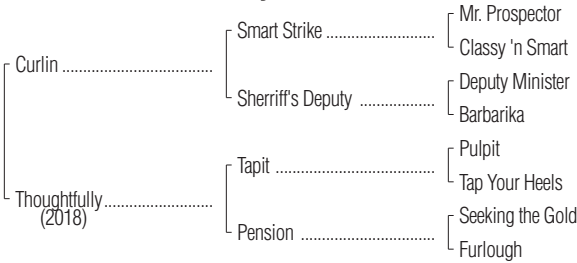 Mr. Prospector
Smart Strike ..........................
Classy 'n Smart
Curlin ...................................
Deputy Minister
Sherriff's Deputy ..................
Barbarika
Pulpit
Tapit .....................................
Tap Your Heels
Thoughtfully.........................
(2018)
Seeking the Gold
Pension ...............................
Furlough